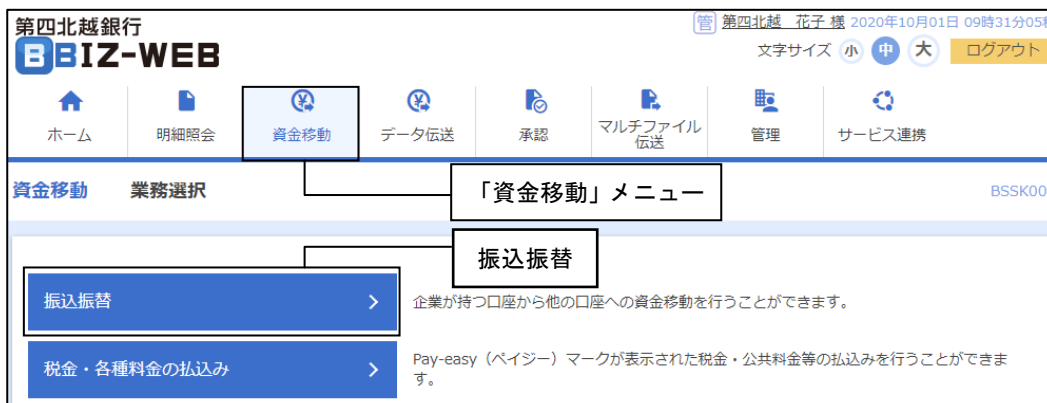 第四北越銀行
BBIZ-WEB
管 第四北越 花子 様 2020年10月01日 09時31分05秒
文字サイズ 小 中 大 ログアウト
ホーム
明細照会
資金移動
データ伝送
承認
マルチファイル
伝送
管理
サービス連携
資金移動 業務選択
BSSK00
「資金移動」メニュー
振込振替
振込振替
企業が持つ口座から他の口座への資金移動を行うことができます。
税金・各種料金の払込み
Pay-easy（ペイジー）マークが表示された税金・公共料金等の払込みを行うことができま
す。